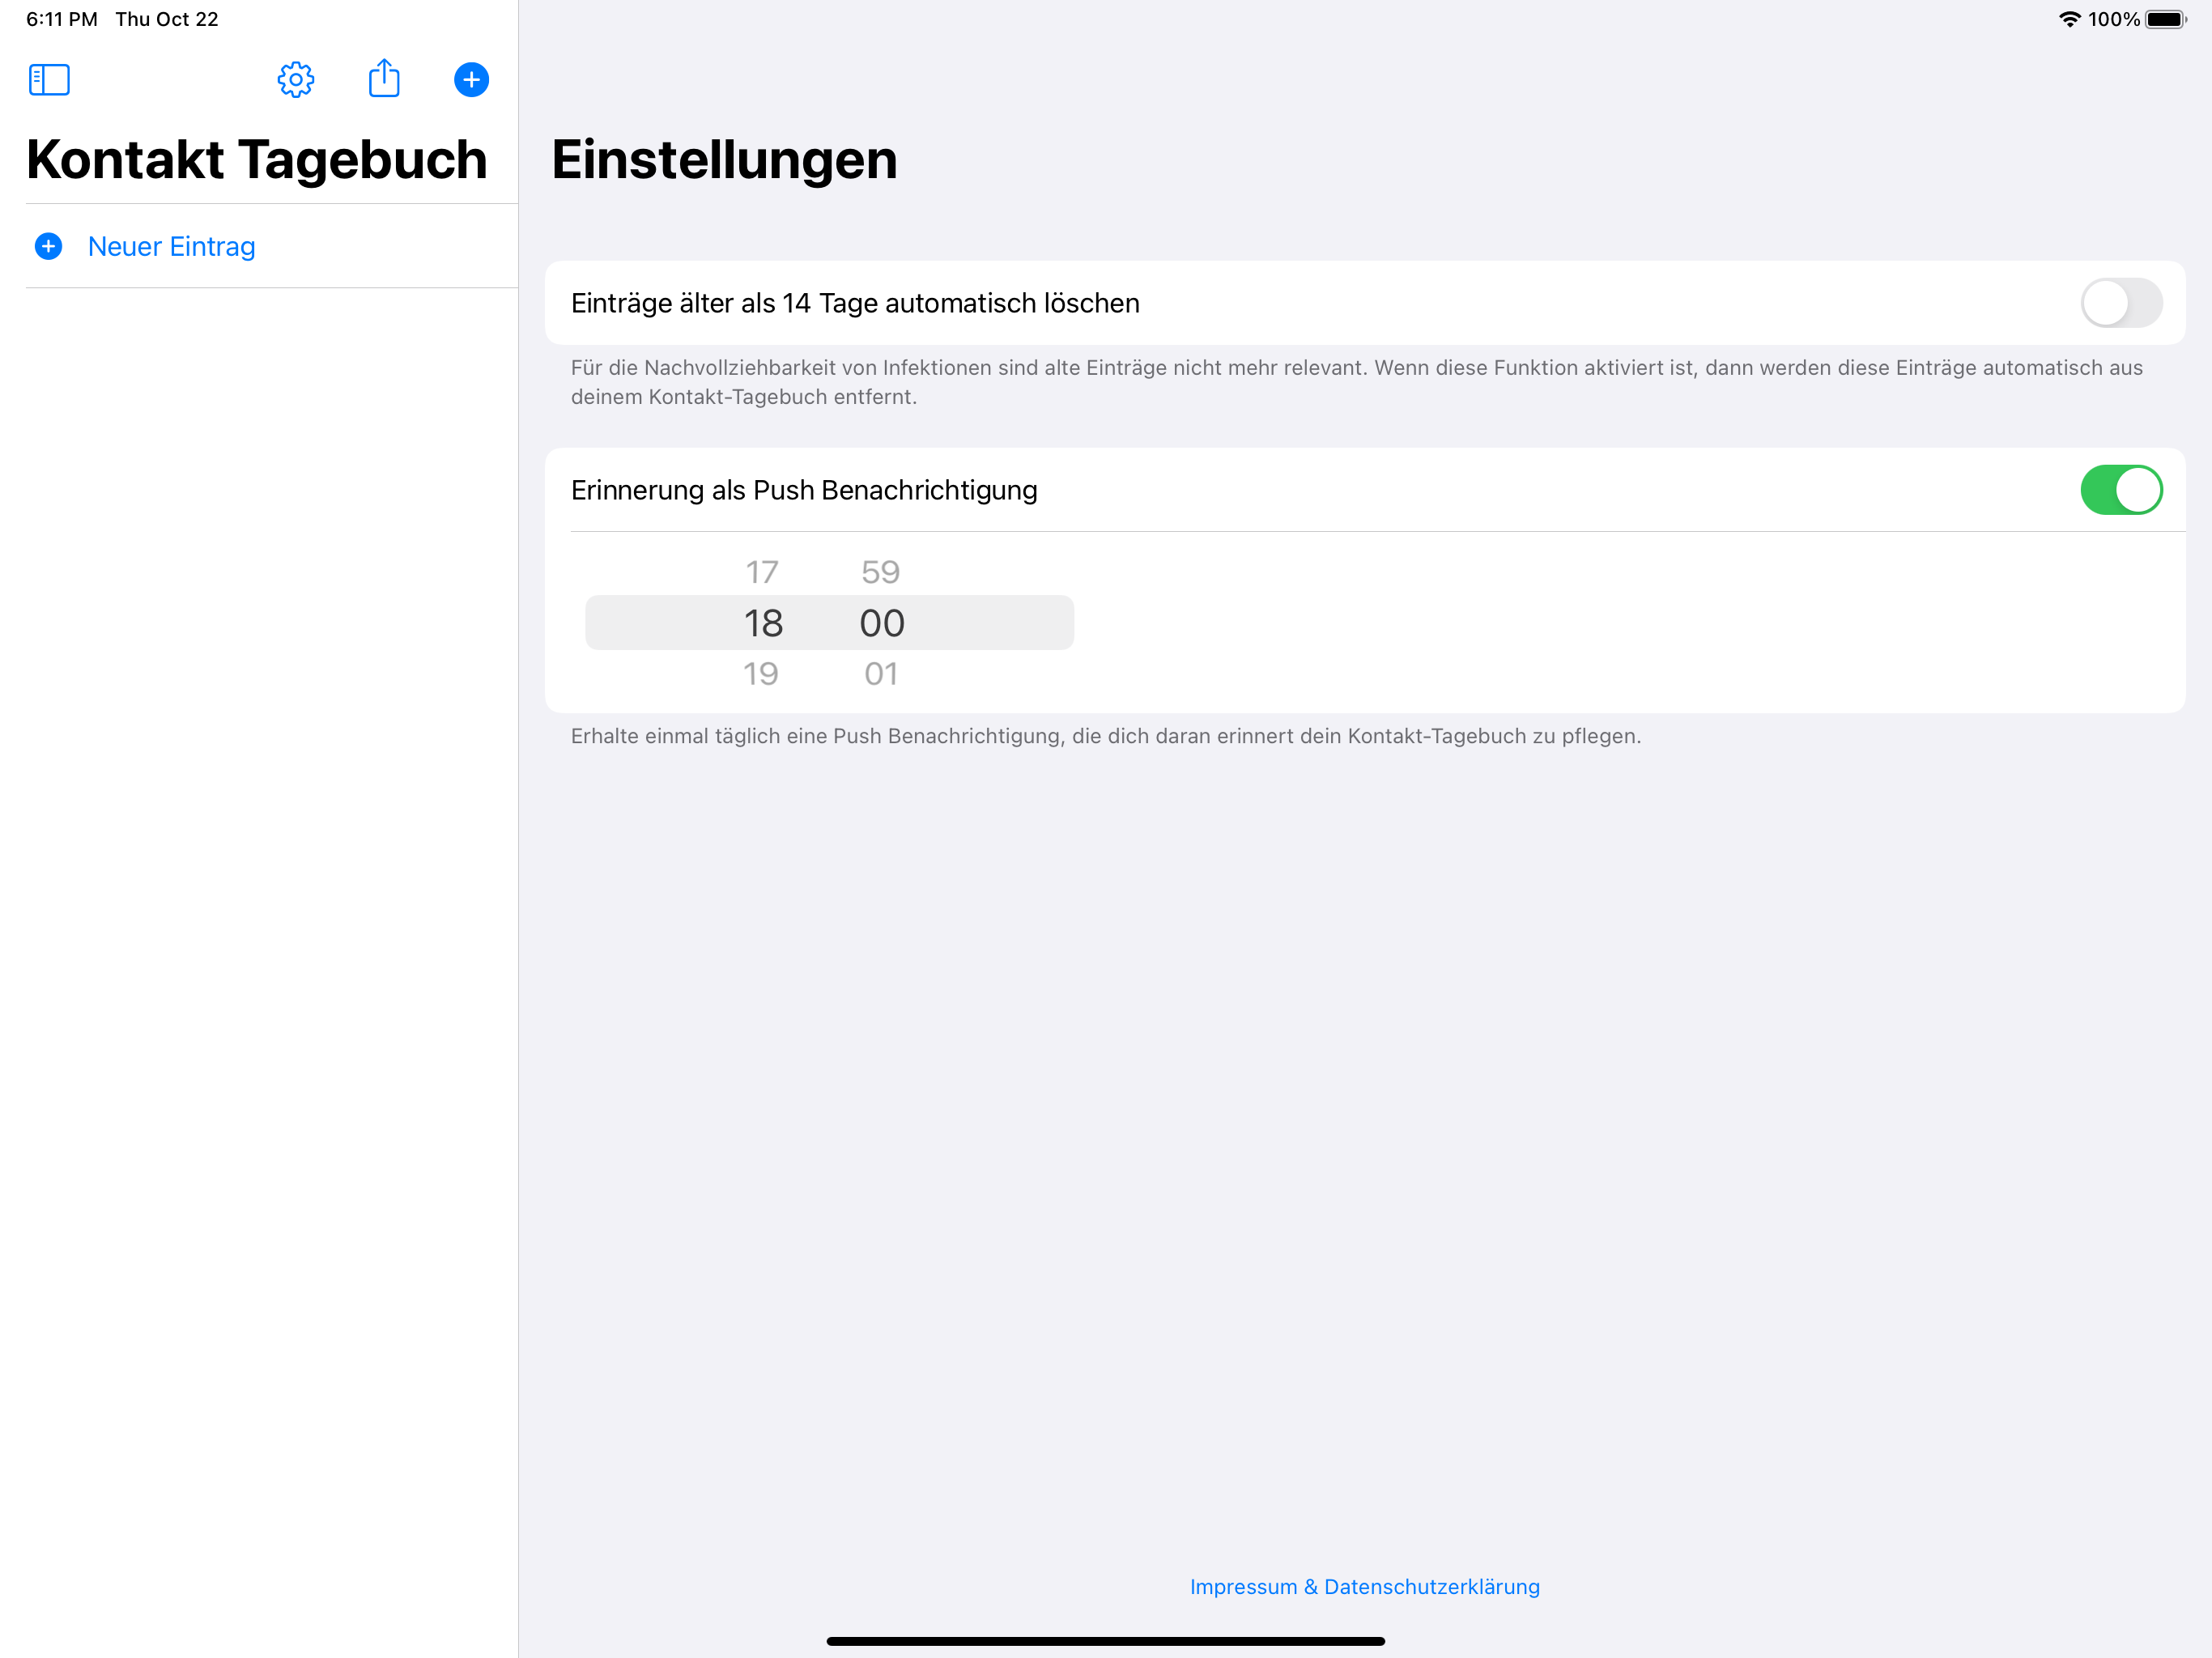 6:11 PM Thu Oct 22
100%
Kontakt Tagebuch
Neuer Eintrag
Einstellungen
Einträge älter als 14 Tage automatisch löschen
Für die Nachvollziehbarkeit von Infektionen sind alte Einträge nicht mehr relevant. Wenn diese Funktion aktiviert ist, dann werden diese Einträge automatisch aus
deinem Kontakt-Tagebuch entfernt.
Erinnerung als Push Benachrichtigung
17 59
18 00
19 01
Erhalte einmal täglich eine Push Benachrichtigung, die dich daran erinnert dein Kontakt-Tagebuch zu pflegen.
Impressum & Datenschutzerklärung